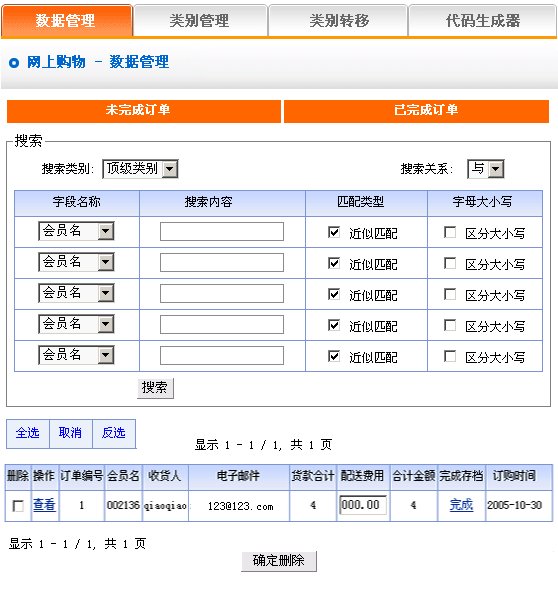 数据管理 类别管理 类别转移 代码生成器
网上购物 - 数据管理
未完成订单 已完成订单
搜索
搜索类别: 顶级类别 搜索关系: 与
字段名称 搜索内容 匹配类型 字母大小写
会员名 近似匹配 区分大小写
会员名 近似匹配 区分大小写
会员名 近似匹配 区分大小写
会员名 近似匹配 区分大小写
会员名 近似匹配 区分大小写
搜索
全选 取消 反选
显示 1 - 1 / 1, 共 1 页
删除 操作 订单编号 会员名 收货人 电子邮件 货款合计 配送费用 合计金额 完成存档 订购时间
查看 1 002136 qiaoqiao 123@123.com 4 000.00 4 完成 2005-10-30
显示 1 - 1 / 1, 共 1 页
确定删除